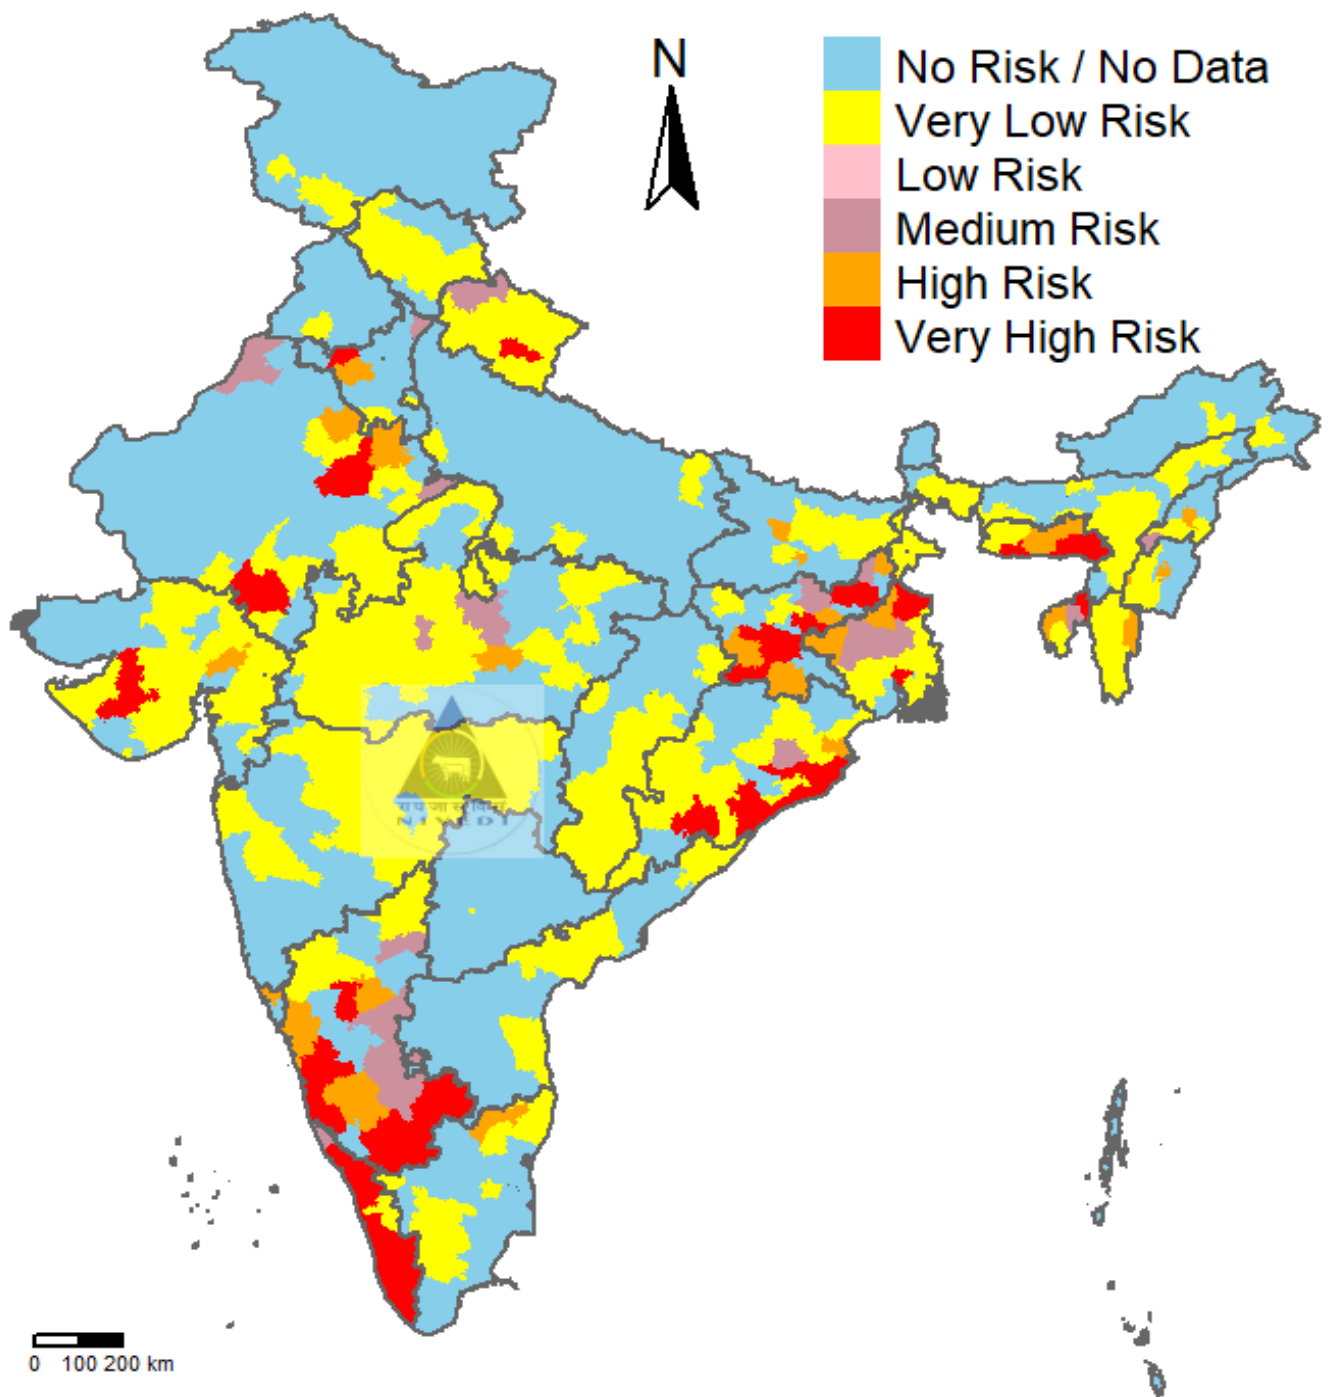 N
No Risk / No Data
Very Low Risk
Low Risk
Medium Risk
High Risk
Very High Risk
NIVEDI
0 100 200 km